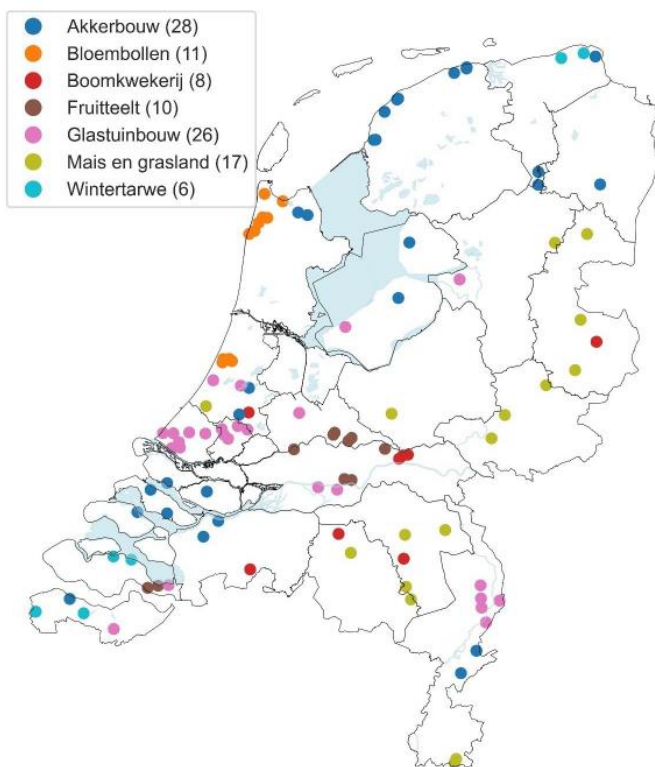 Akkerbouw (28)
Bloembollen (11)
Boomkwekerij (8)
Fruitteelt (10)
Glastuinbouw (26)
Mais en grasland (17)
Wintertarwe (6)